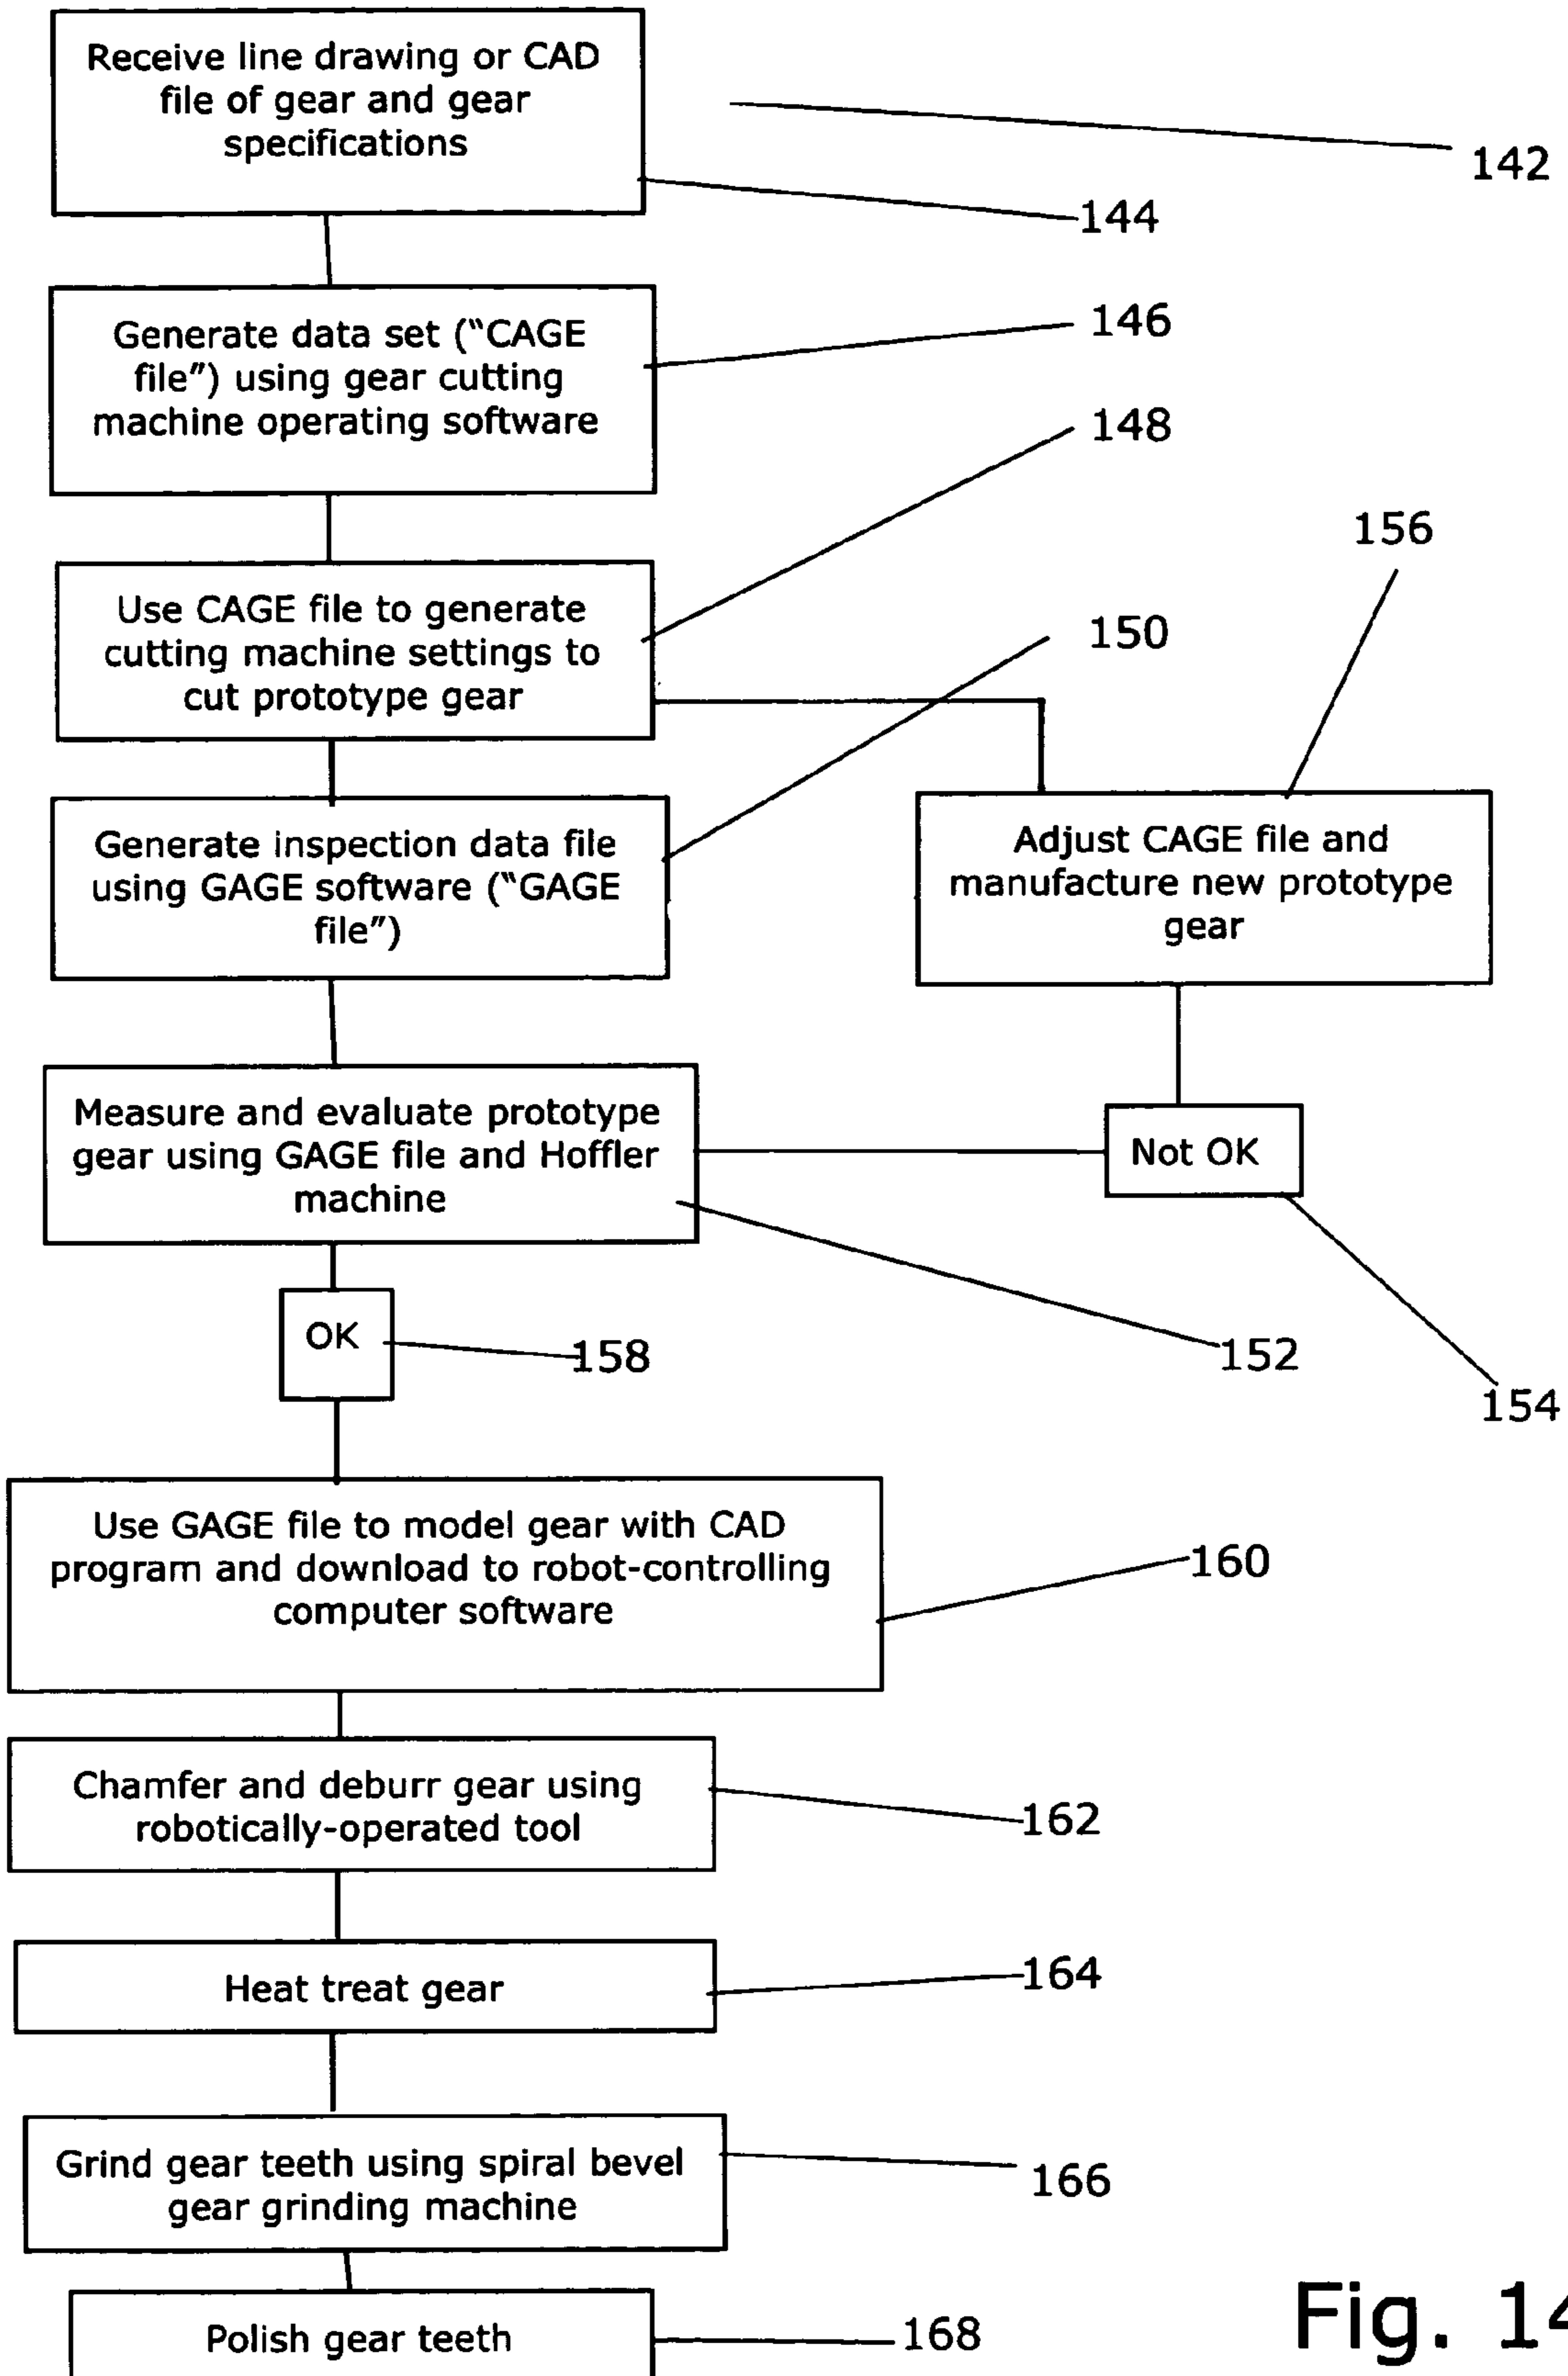 Receive line drawing or CAD
file of gear and gear
specifications
142
144
Generate data set ("CAGE
file") using gear cutting
machine operating software
146
148
Use CAGE file to generate
cutting machine settings to
cut prototype gear
156
150
Generate inspection data file
using GAGE software ("GAGE
file")
Adjust CAGE file and
manufacture new prototype
gear
Measure and evaluate prototype
gear using GAGE file and Hoffler
machine
Not OK
OK
158
152
154
Use GAGE file to model gear with CAD
program and download to robot-controlling
computer software
160
Chamfer and deburr gear using
robotically-operated tool
162
Heat treat gear
164
Grind gear teeth using spiral bevel
gear grinding machine
166
Polish gear teeth
168
Fig. 14